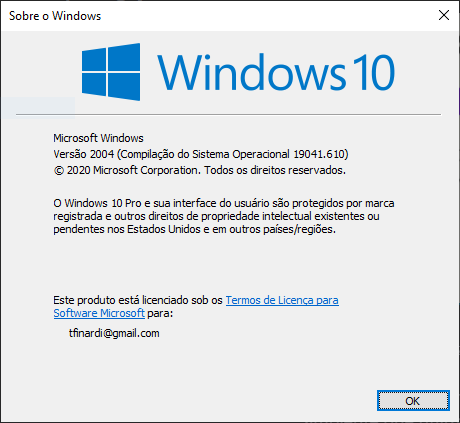 Sobre o Windows
Windows 10
Microsoft Windows
Versão 2004 (Compilação do Sistema Operacional 19041.610)
© 2020 Microsoft Corporation. Todos os direitos reservados.
O Windows 10 Pro e sua interface do usuário são protegidos por marca
registrada e outros direitos de propriedade intelectual existentes ou
pendentes nos Estados Unidos e em outros países/regiões.
Este produto está licenciado sob os Termos de Licença para
Software Microsoft para:
tfinardi@gmail.com
OK